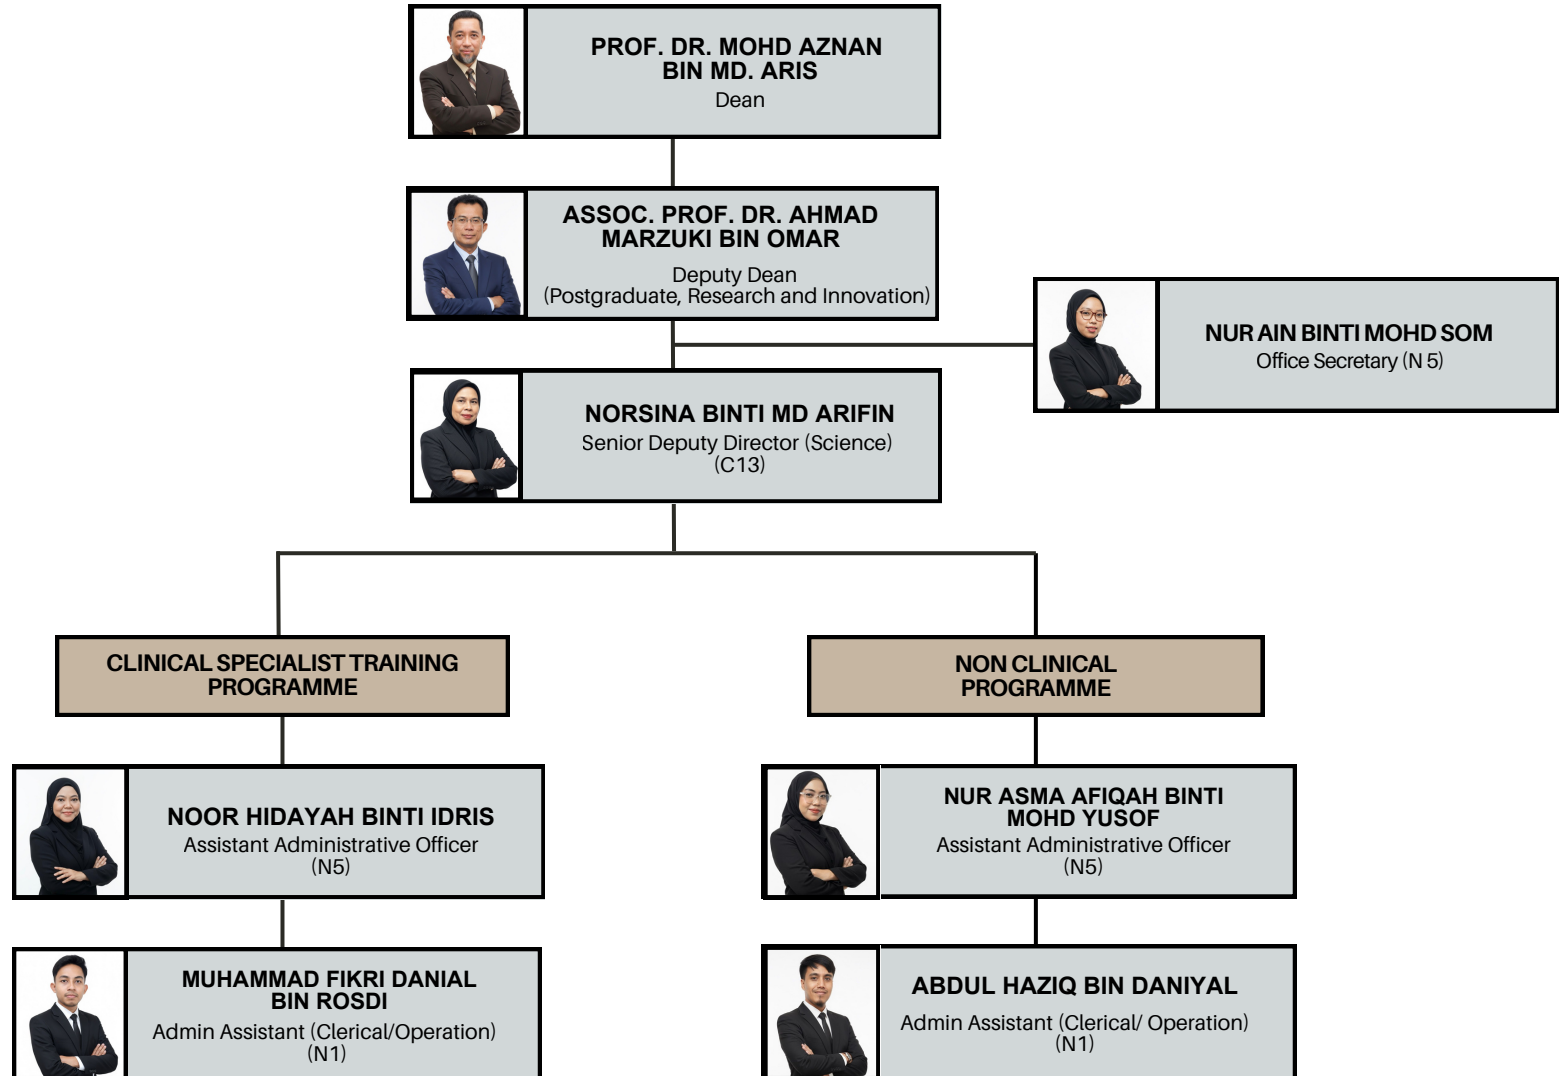 PROF. DR. MOHD AZNAN
BIN MD. ARIS
Dean
ASSOC. PROF. DR. AHMAD
MARZUKI BIN OMAR
Deputy Dean
(Postgraduate, Research and Innovation)
NUR AIN BINTI MOHD SOM
Office Secretary (N 5)
NORSINA BINTI MD ARIFIN
Senior Deputy Director (Science)
(C13)
CLINICAL SPECIALIST TRAINING
PROGRAMME
NON CLINICAL
PROGRAMME
NOOR HIDAYAH BINTI IDRIS
Assistant Administrative Officer
(N5)
NUR ASMA AFIQAH BINTI
MOHD YUSOF
Assistant Administrative Officer
(N5)
MUHAMMAD FIKRI DANIAL
BIN ROSDI
Admin Assistant (Clerical/Operation)
(N1)
ABDUL HAZIQ BIN DANIYAL
Admin Assistant (Clerical/ Operation)
(N1)